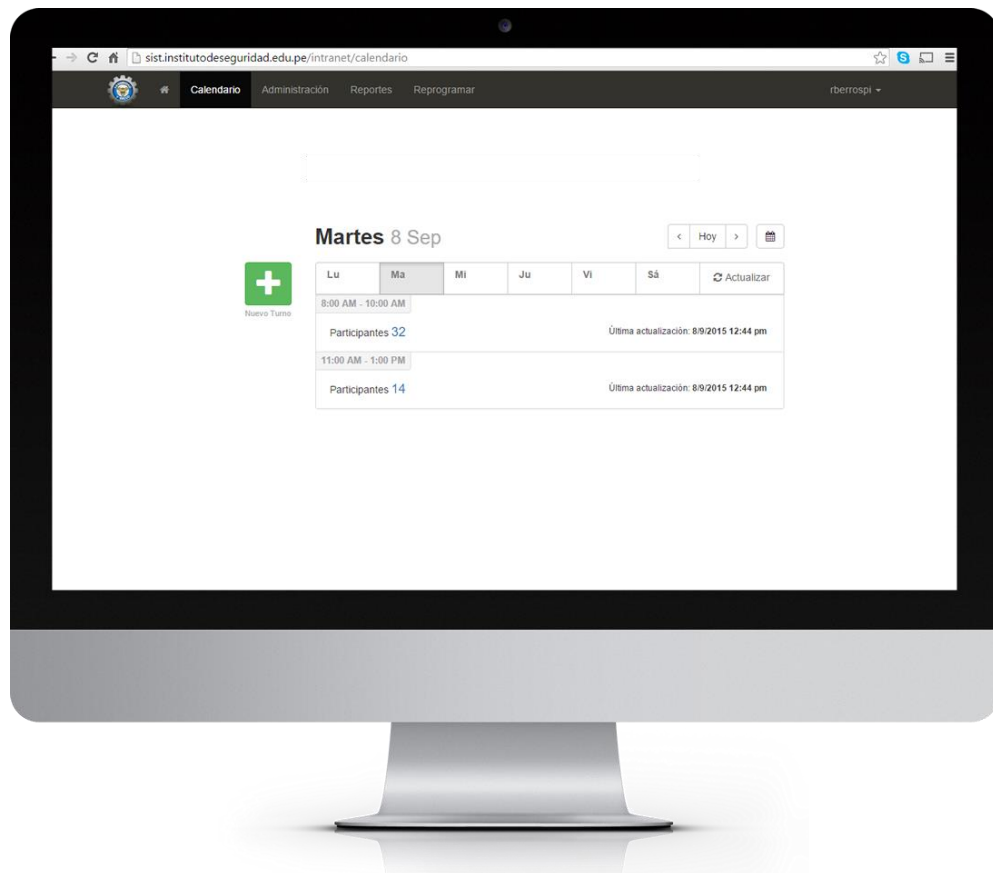 sist.institutodeseguridad.edu.pe/intranet/calendario
Calendario Administración Reportes Reprogramar rberrospi
Martes 8 Sep
Hoy
Nuevo Turno
Lu Ma Mi Ju Vi Sá Actualizar
8:00 AM - 10:00 AM
Participantes 32 Última actualización: 8/9/2015 12:44 pm
11:00 AM - 1:00 PM
Participantes 14 Última actualización: 8/9/2015 12:44 pm